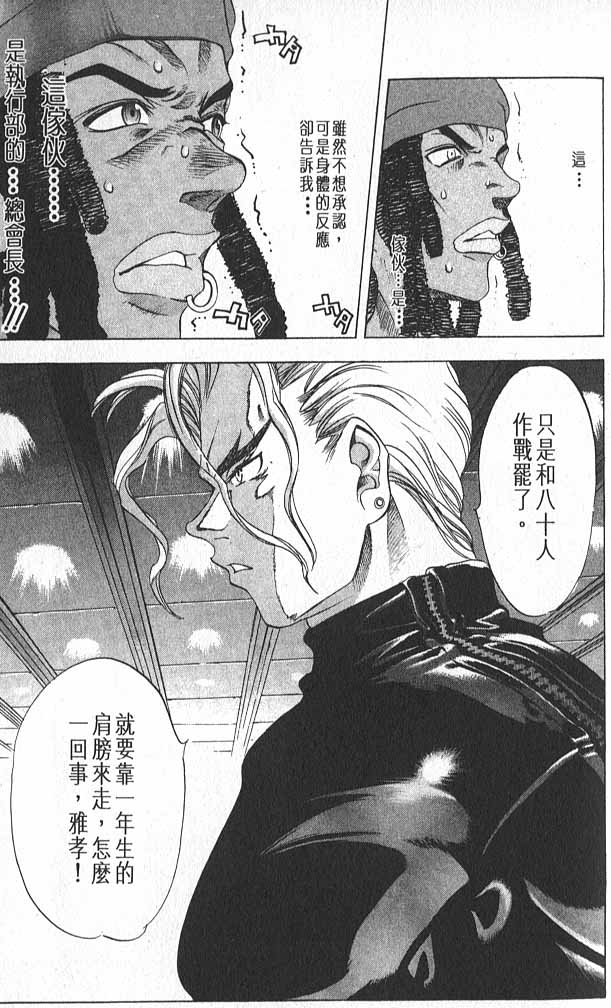 這…
傢伙…是…
雖然不想承認，
可是身體的反應
卻告訴我…
這傢伙……
是執行部的…總會長…!!
只是和八十人
作戰罷了。
就要靠一年生的
肩膀來走，怎麼
一回事，雅孝！